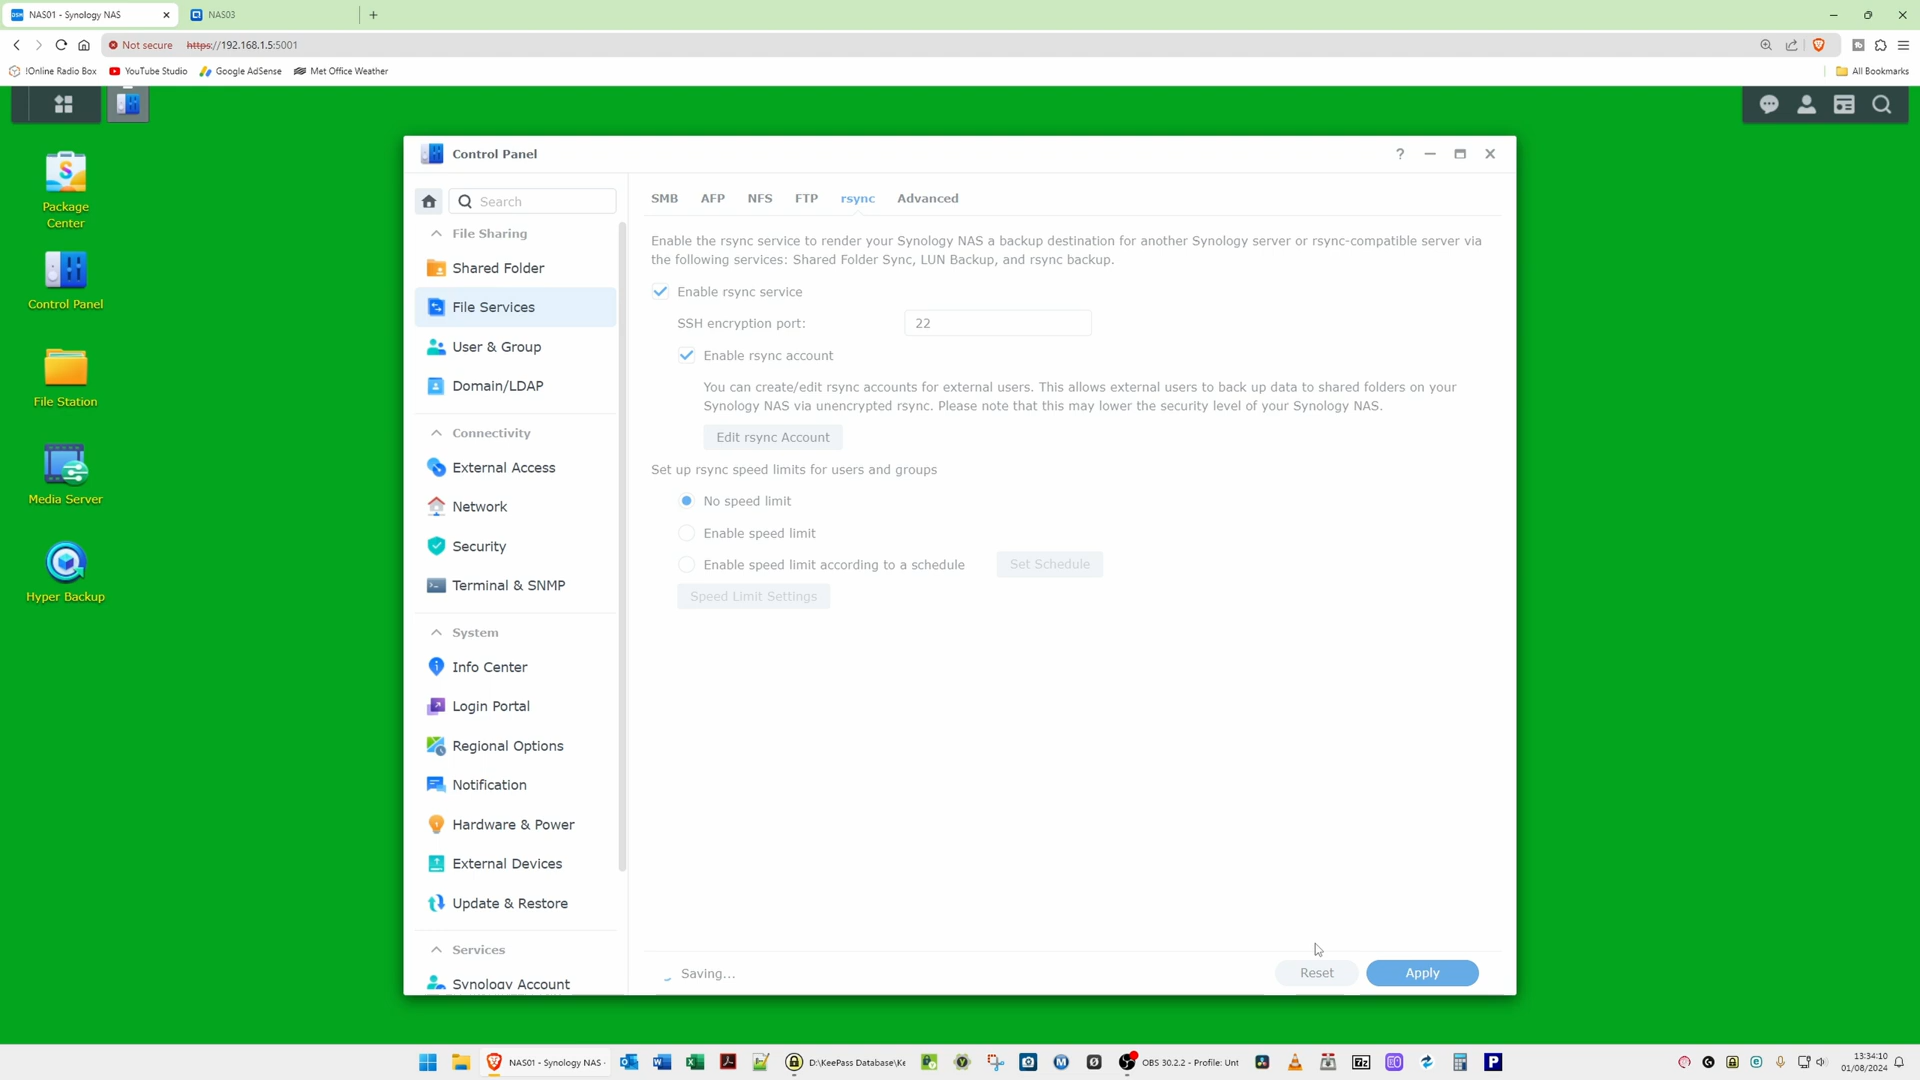 NAS01 - Synology NAS
NAS03
Not secure
https://192.168.1.5:5001
!Online Radio Box
YouTube Studio
Google AdSense
Met Office Weather
All Bookmarks
Package
Center
Control Panel
File Station
Media Server
Hyper Backup
Control Panel
Search
File Sharing
Shared Folder
File Services
User & Group
Domain/LDAP
Connectivity
External Access
Network
Security
Terminal & SNMP
System
Info Center
Login Portal
Regional Options
Notification
Hardware & Power
External Devices
Update & Restore
Services
Synology Account
SMB AFP NFS FTP rsync Advanced
Enable the rsync service to render your Synology NAS a backup destination for another Synology server or rsync-compatible server via
the following services: Shared Folder Sync, LUN Backup, and rsync backup.
Enable rsync service
SSH encryption port: 22
Enable rsync account
You can create/edit rsync accounts for external users. This allows external users to back up data to shared folders on your
Synology NAS via unencrypted rsync. Please note that this may lower the security level of your Synology NAS.
Edit rsync Account
Set up rsync speed limits for users and groups
No speed limit
Enable speed limit
Enable speed limit according to a schedule Set Schedule
Speed Limit Settings
Saving... Reset Apply
NAS01 - Synology NAS -
D:\KeePass Database\Ke
OBS 30.2.2 - Profile: Unt
13:34:10
01/08/2024